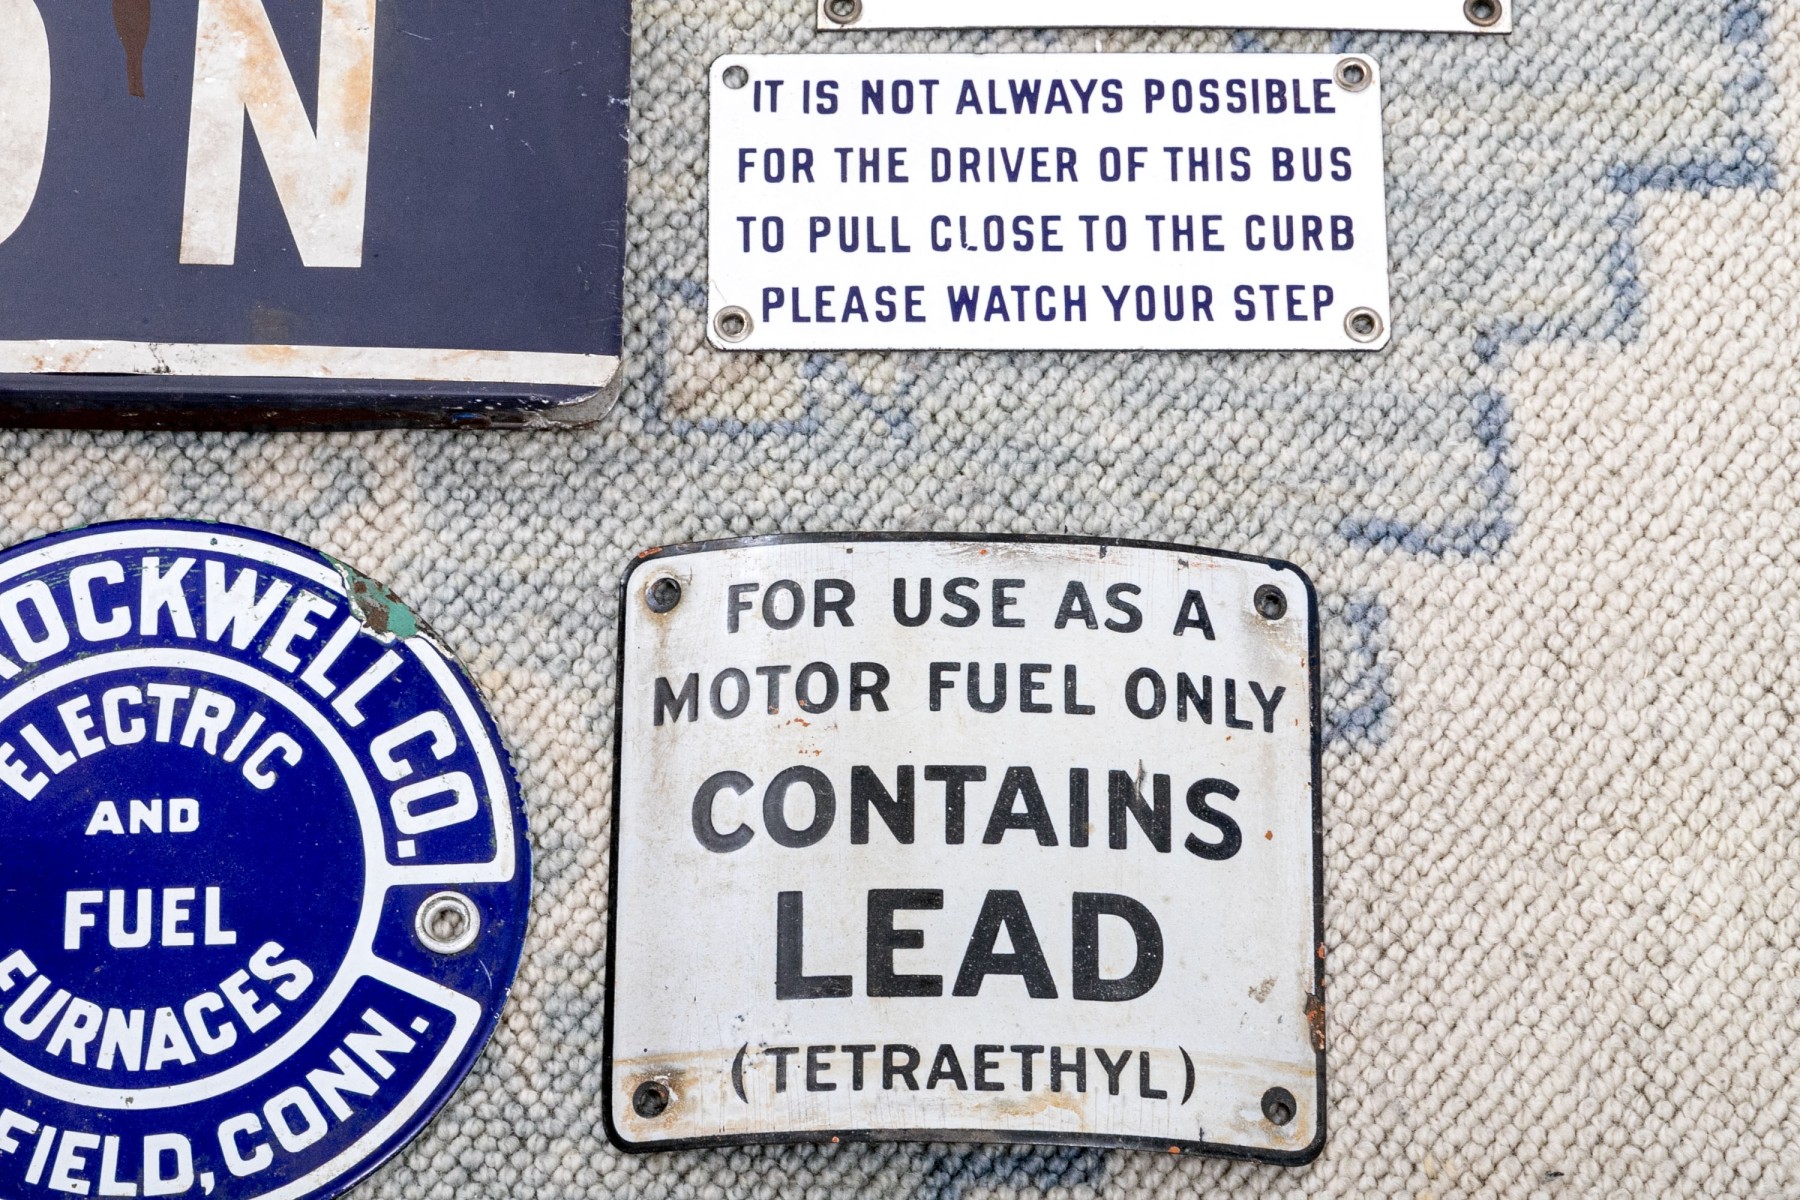 IT IS NOT ALWAYS POSSIBLE
FOR THE DRIVER OF THIS BUS
TO PULL CLOSE TO THE CURB
PLEASE WATCH YOUR STEP
ROCKWELL CO.
ELECTRIC
AND
FUEL
FURNACES
FIELD, CONN.
FOR USE AS A
MOTOR FUEL ONLY
CONTAINS
LEAD
(TETRAETHYL)